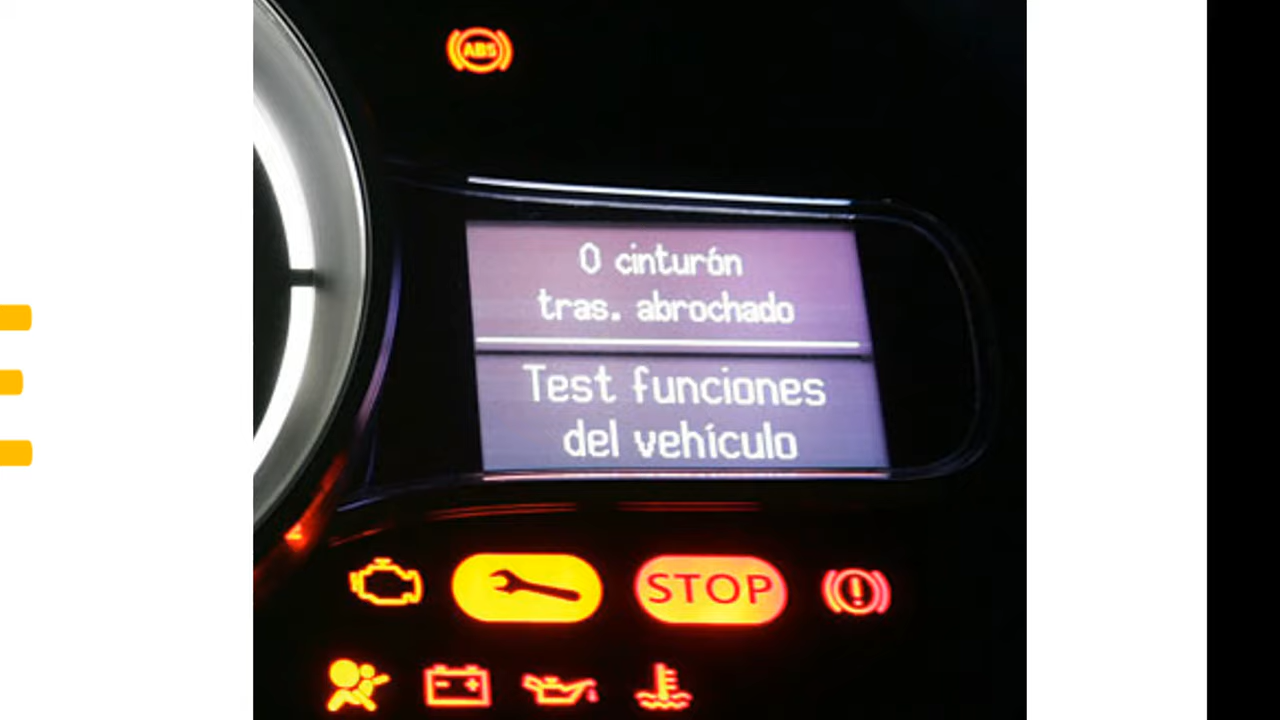 ABS
0 cinturón
tras. abrochado
Test funciones
del vehículo
STOP